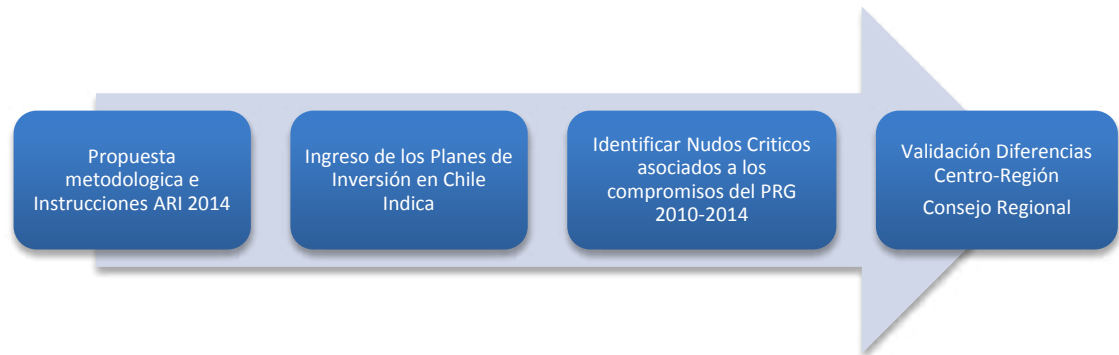 Propuesta
metodologica e
Instrucciones ARI 2014
Ingreso de los Planes de
Inversión en Chile
Indica
Identificar Nudos Criticos
asociados a los
compromisos del PRG
2010-2014
Validación Diferencias
Centro-Región
Consejo Regional